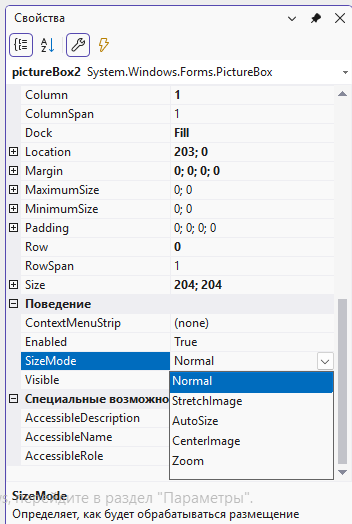 Свойства
pictureBox2 System.Windows.Forms.PictureBox
Column 1
ColumnSpan 1
Dock Fill
Location 203; 0
Margin 0; 0; 0; 0
MaximumSize 0; 0
MinimumSize 0; 0
Padding 0; 0; 0; 0
Row 0
RowSpan 1
Size 204; 204
Поведение
ContextMenuStrip (none)
Enabled True
SizeMode Normal
Visible
Normal
StretchImage
AutoSize
CenterImage
Zoom
Специальные возможно
AccessibleDescription
AccessibleName
AccessibleRole
SizeMode
перейдите в раздел "Параметры".
Определяет, как будет обрабатываться размещение